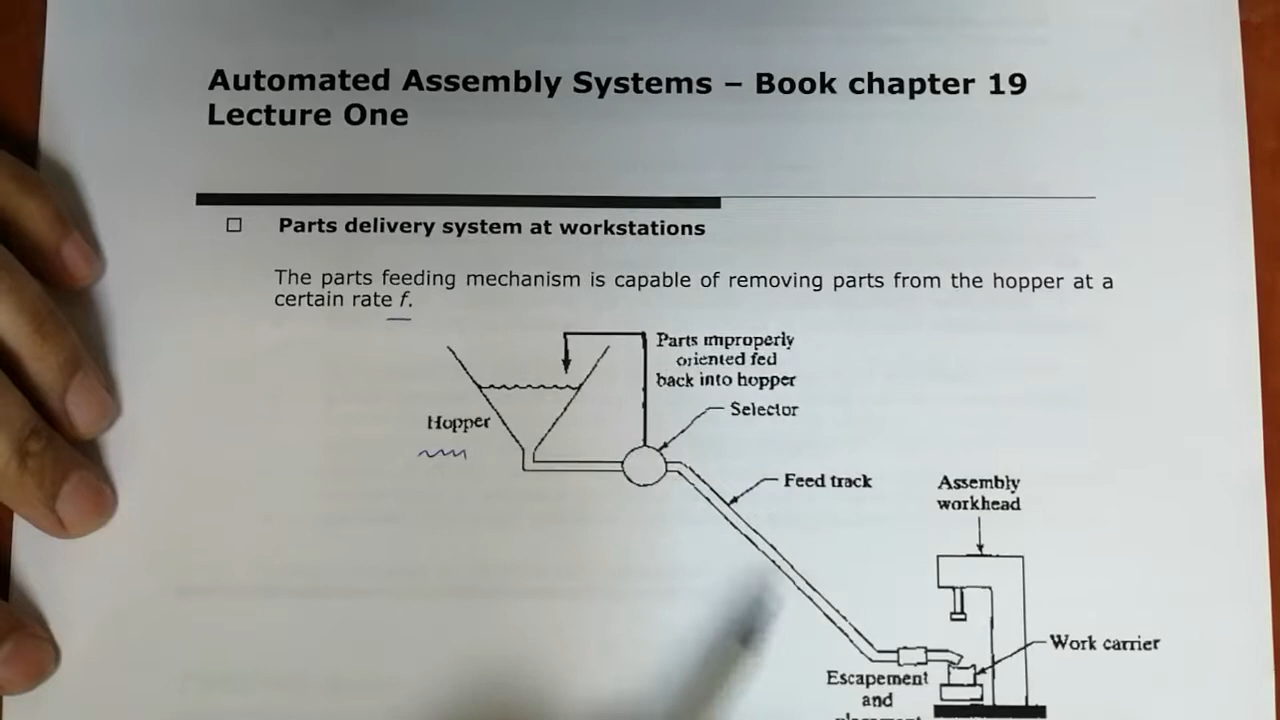 Automated Assembly Systems – Book chapter 19
Lecture One
Parts delivery system at workstations
The parts feeding mechanism is capable of removing parts from the hopper at a
certain rate f.
Parts improperly
oriented fed
back into hopper
Selector
Hopper
Feed track
Assembly
workhead
Work carrier
Escapement
and